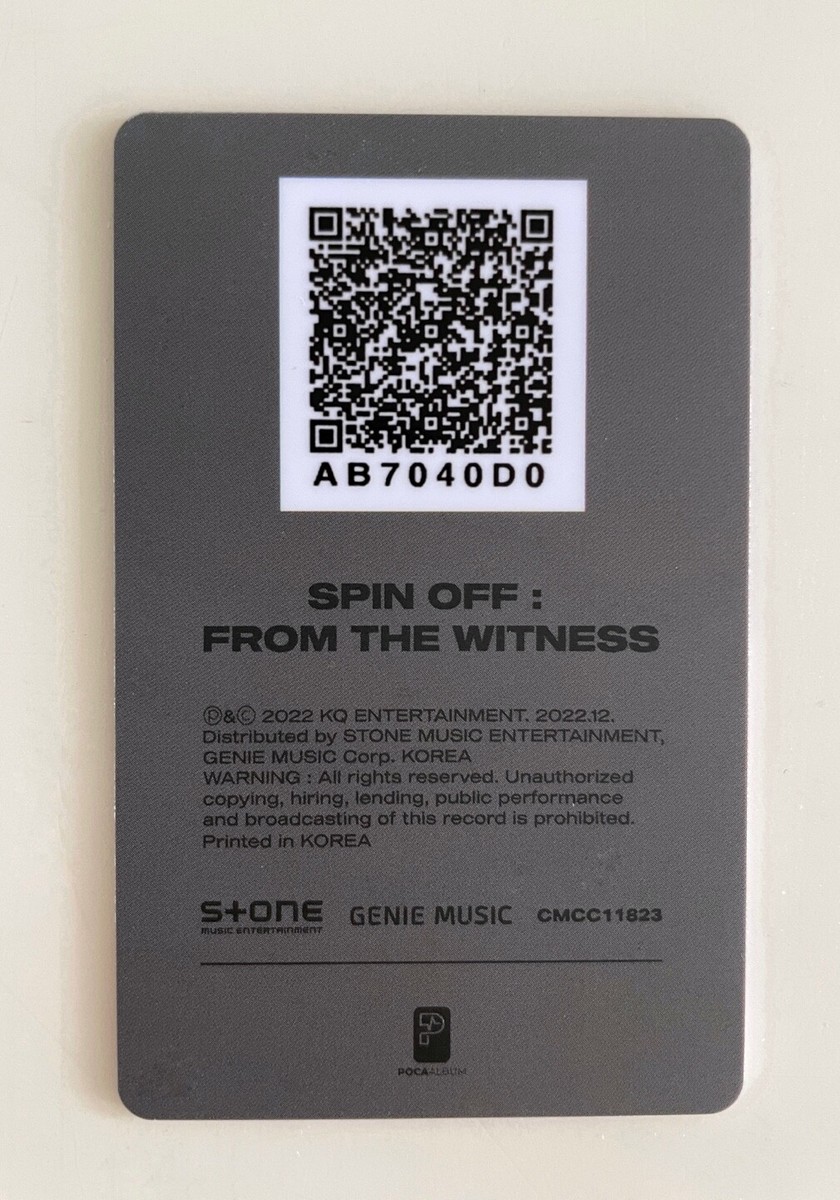 AB7040D0
SPIN OFF :
FROM THE WITNESS
Ⓟ&Ⓒ 2022 KQ ENTERTAINMENT. 2022.12.
Distributed by STONE MUSIC ENTERTAINMENT,
GENIE MUSIC Corp. KOREA
WARNING : All rights reserved. Unauthorized
copying, hiring, lending, public performance
and broadcasting of this record is prohibited.
Printed in KOREA
STONE GENIE MUSIC CMCC11823
MUSIC ENTERTAINMENT
POCAALBUM